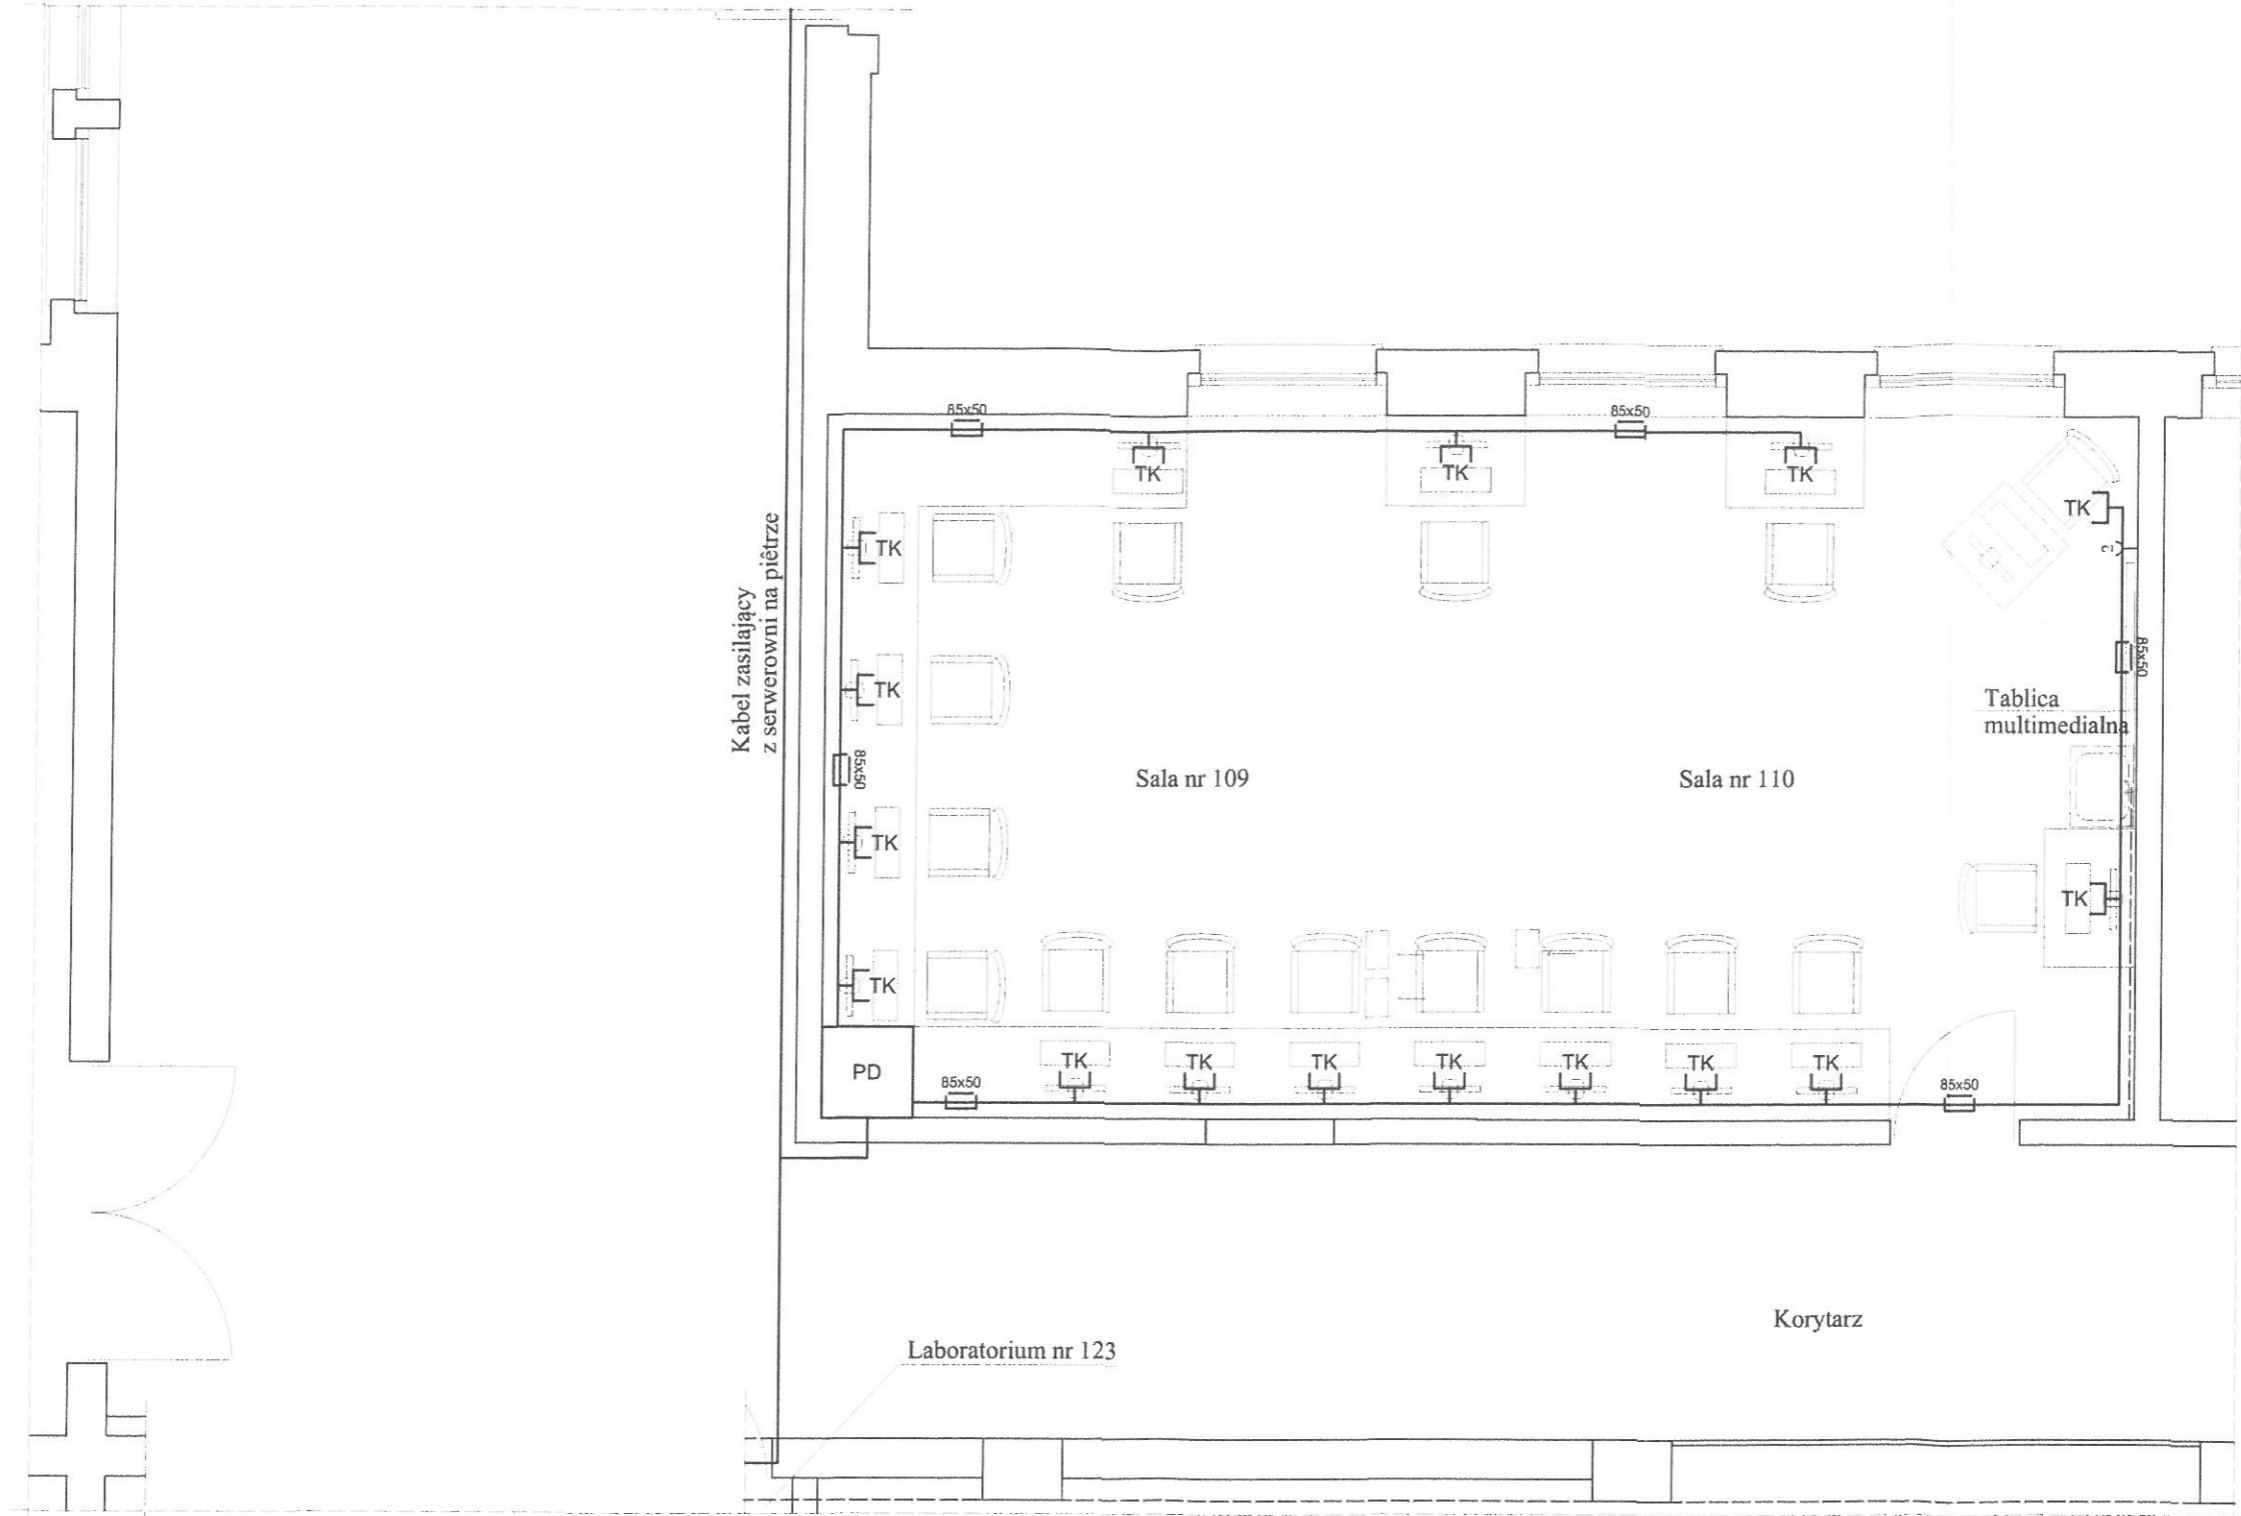 85x50
85x50
TK
TK
TK
TK
TK
Kabel zasilający
z serwerowni na piêtrze
TK
85x50
Tablica
multimedialna
85x50
Sala nr 109
Sala nr 110
TK
TK
TK
PD
TK
TK
TK
TK
TK
TK
TK
85x50
85x50
Korytarz
Laboratorium nr 123